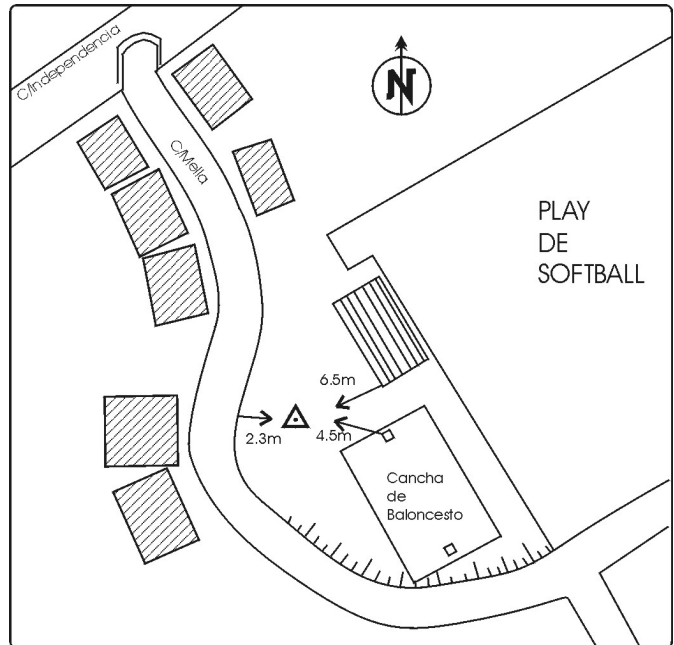 C/Independencia
N
C/Mella
PLAY
DE
SOFTBALL
6.5m
2.3m
4.5m
Cancha
de
Baloncesto